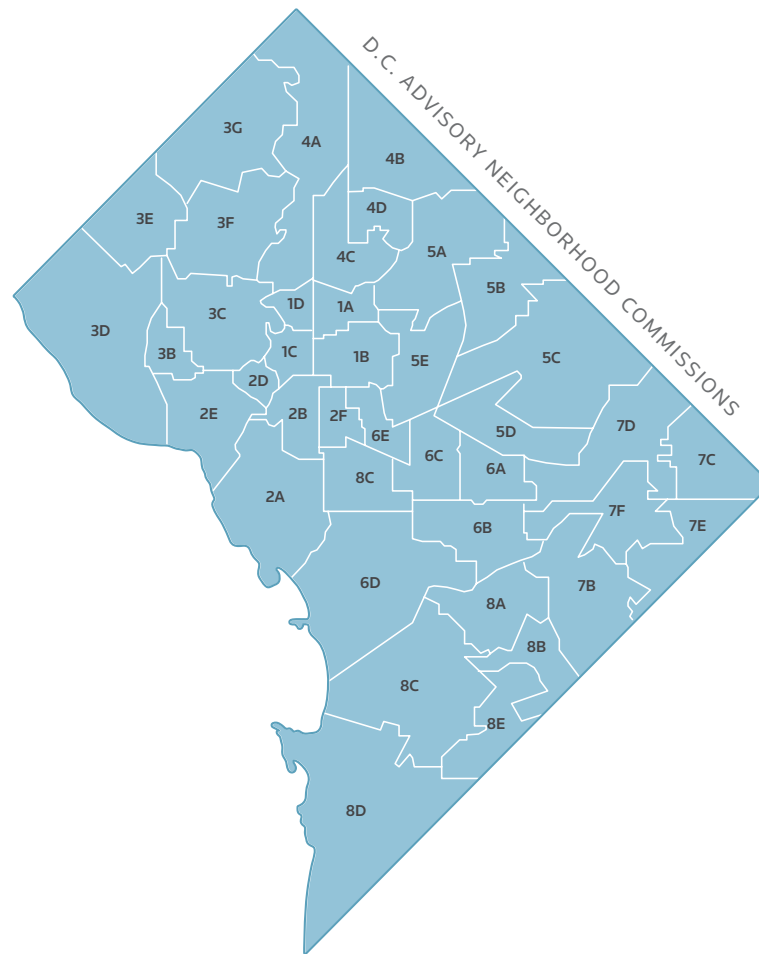 D.C. ADVISORY NEIGHBORHOOD COMMISSIONS
3G
4A
4B
3E
3F
4D
4C
5A
5B
3D
3C
1D
1A
3B
1C
1B
5E
5C
2D
2E
2B
2F
6E
5D
7D
6C
6A
7C
8C
2A
7F
7E
6B
6D
8A
7B
8B
8C
8E
8D